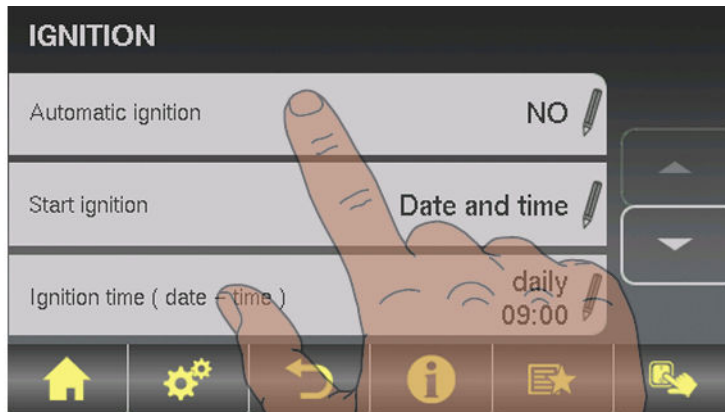 IGNITION
Automatic ignition NO
Start ignition Date and time
Ignition time ( date – time ) daily
09:00